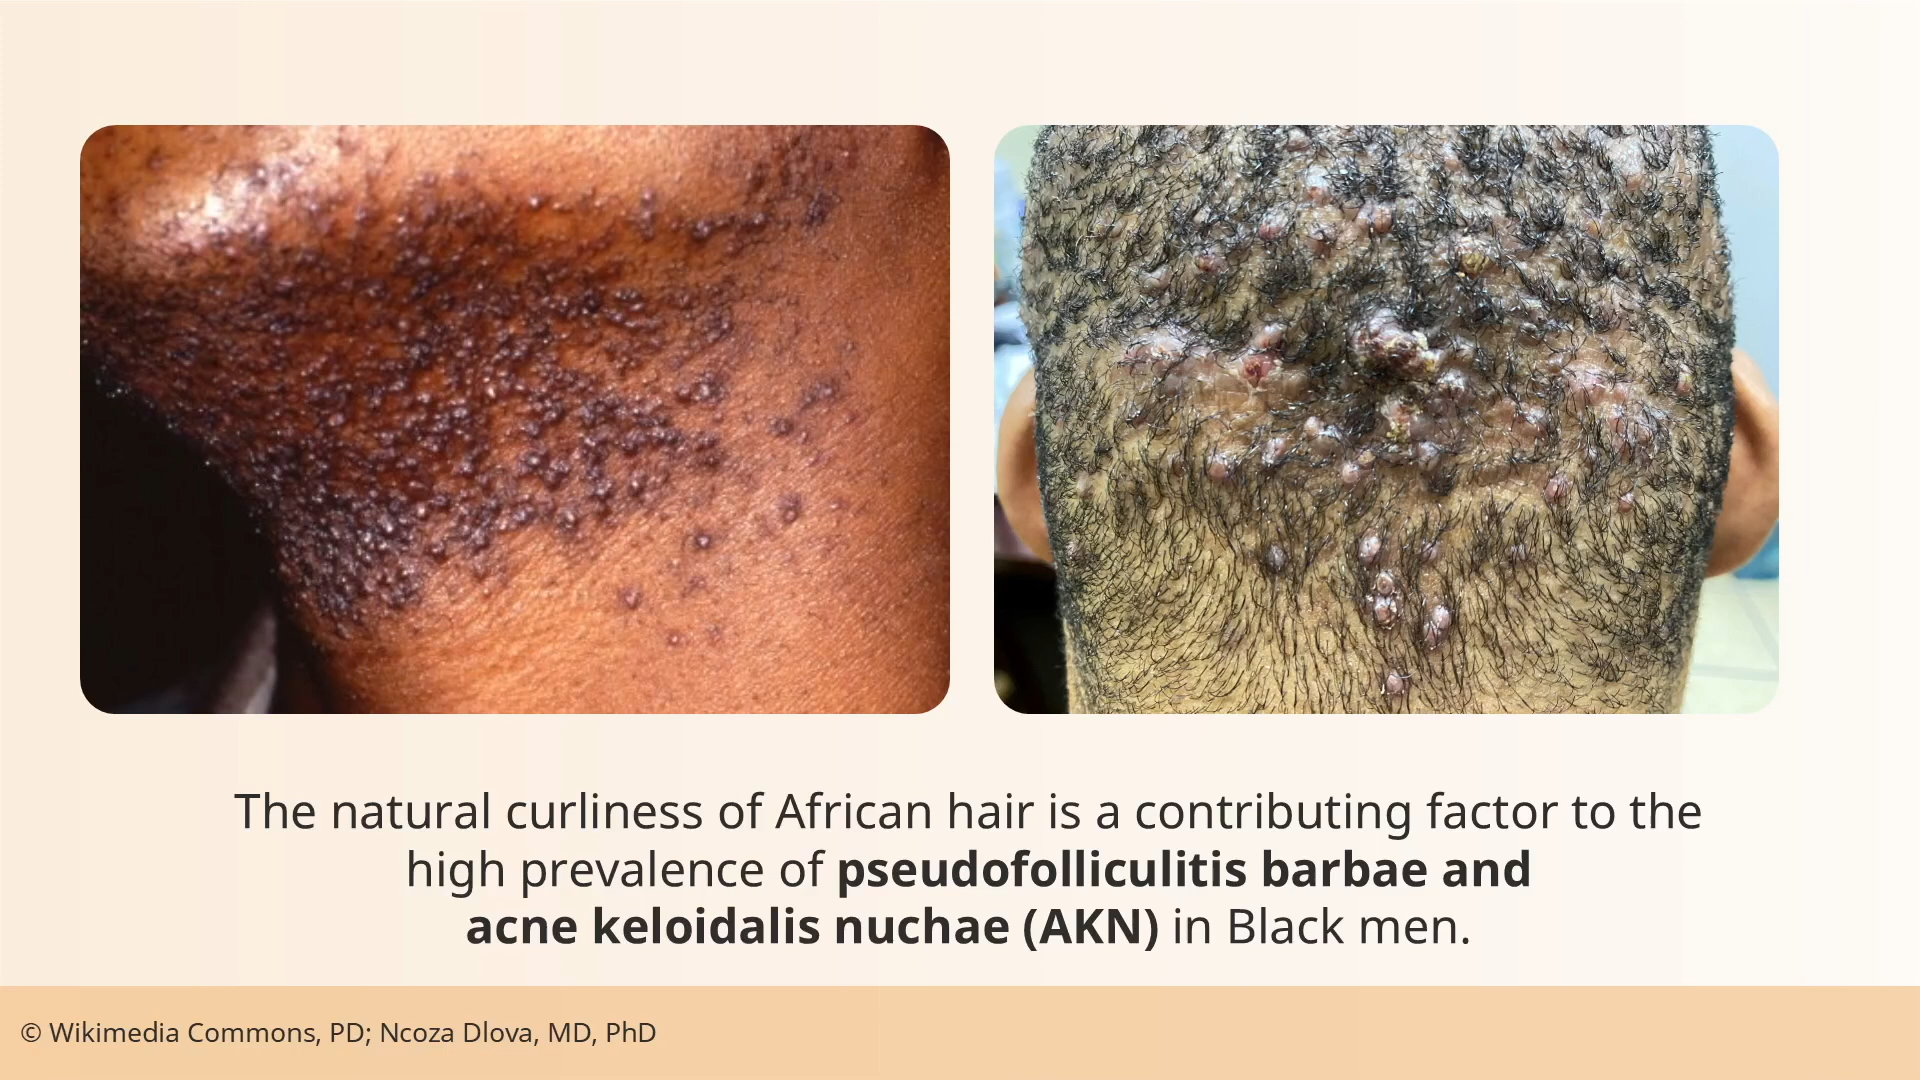 The natural curliness of African hair is a contributing factor to the
high prevalence of pseudofolliculitis barbae and
acne keloidalis nuchae (AKN) in Black men.
© Wikimedia Commons, PD; Ncoza Dlova, MD, PhD